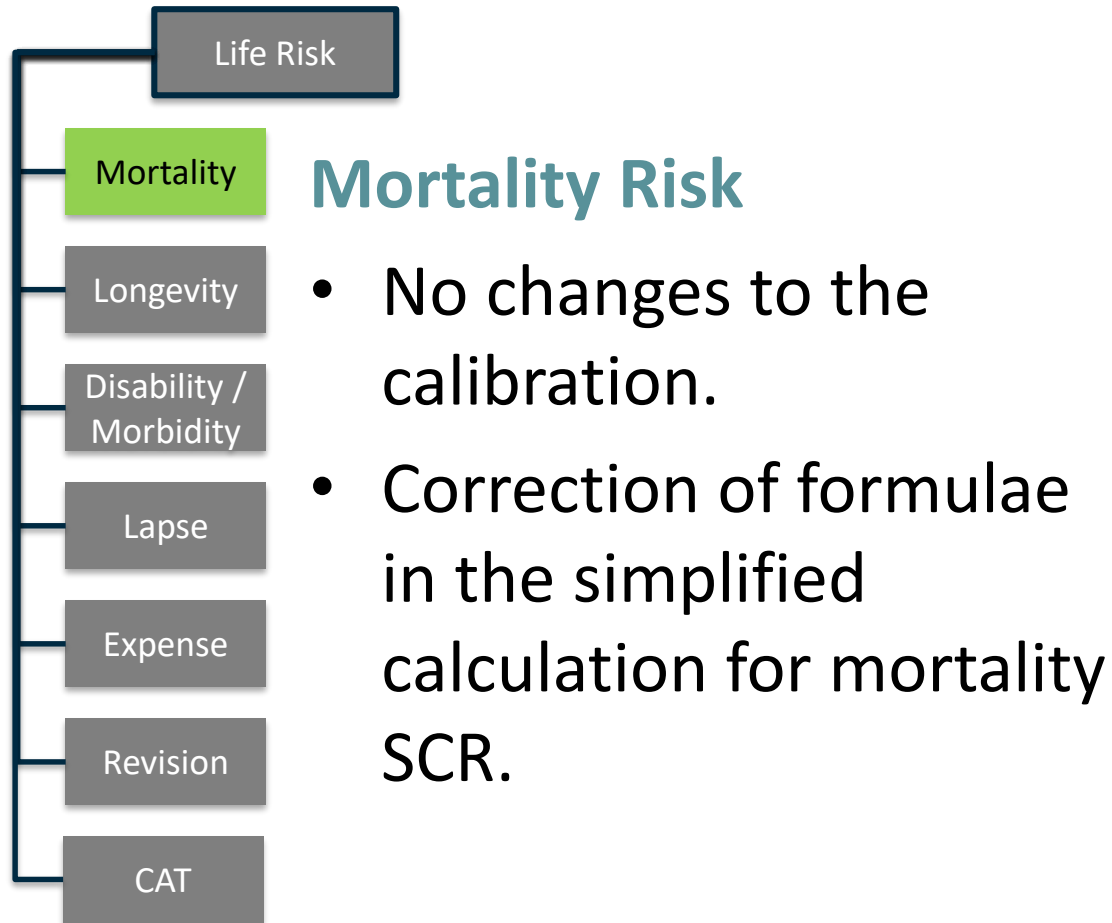 Life Risk
Mortality
Longevity
Disability /
Morbidity
Lapse
Expense
Revision
CAT
Mortality Risk
• No changes to the
calibration.
• Correction of formulae
in the simplified
calculation for mortality
SCR.